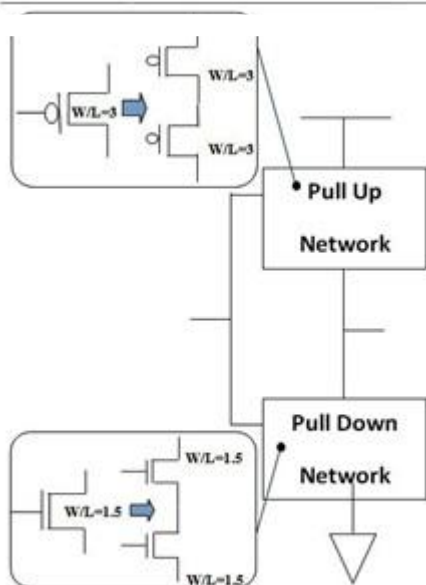 W/L=3
W/L=3
W/L=3
Pull Up
Network
Pull Down
Network
W/L=1.5
W/L=1.5
W/L=1.5